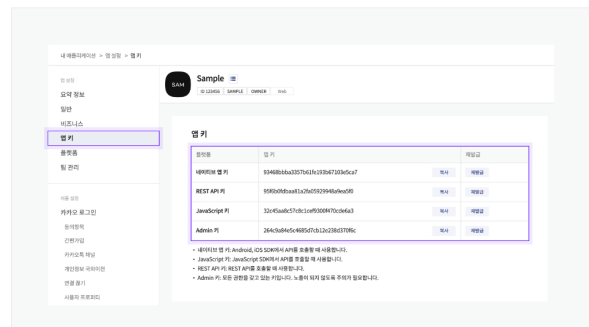 내 애플리케이션 > 앱 설정 > 앱 키
앱 설정
요약 정보
일반
비즈니스
앱 키
플랫폼
팀 관리
제품 설정
카카오 로그인
동의항목
간편가입
카카오톡 채널
개인정보 국외이전
연결 끊기
사용자 프로퍼티
SAM
Sample
ID 123456 SAMPLE OWNER Web
앱 키
플랫폼 앱 키 재발급
네이티브 앱 키 93468bbba3357b61fe193b67103e5ca7 복사 재발급
REST API 키 95f6b0fdbaa81a2fa05929948a9ea5f0 복사 재발급
JavaScript 키 32c45aa8c57c8c1cef9300f470cde6a3 복사 재발급
Admin 키 264c9a84e5c4685d7cb12e238d370f6c 복사 재발급
• 네이티브 앱 키: Android, iOS SDK에서 API를 호출할 때 사용합니다.
• JavaScript 키: JavaScript SDK에서 API를 호출할 때 사용합니다.
• REST API 키: REST API를 호출할 때 사용합니다.
• Admin 키: 모든 권한을 갖고 있는 키입니다. 노출이 되지 않도록 주의가 필요합니다.